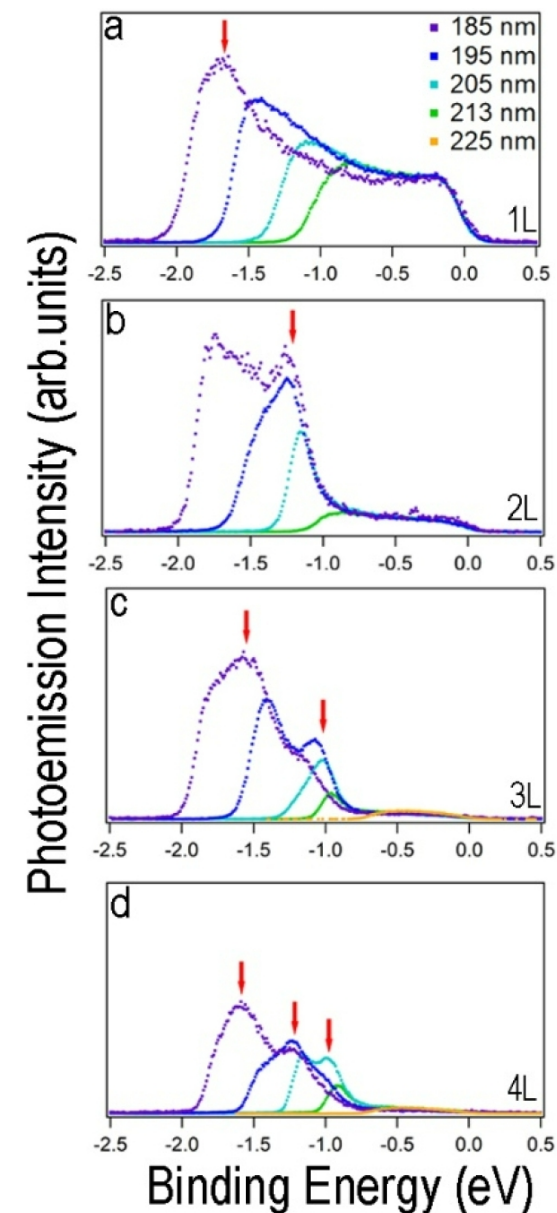 Photoemission Intensity (arb.units)
a
185 nm
195 nm
205 nm
213 nm
225 nm
1L
-2.5 -2.0 -1.5 -1.0 -0.5 0.0 0.5
b
2L
-2.5 -2.0 -1.5 -1.0 -0.5 0.0 0.5
c
3L
-2.5 -2.0 -1.5 -1.0 -0.5 0.0 0.5
d
4L
-2.5 -2.0 -1.5 -1.0 -0.5 0.0 0.5
Binding Energy (eV)